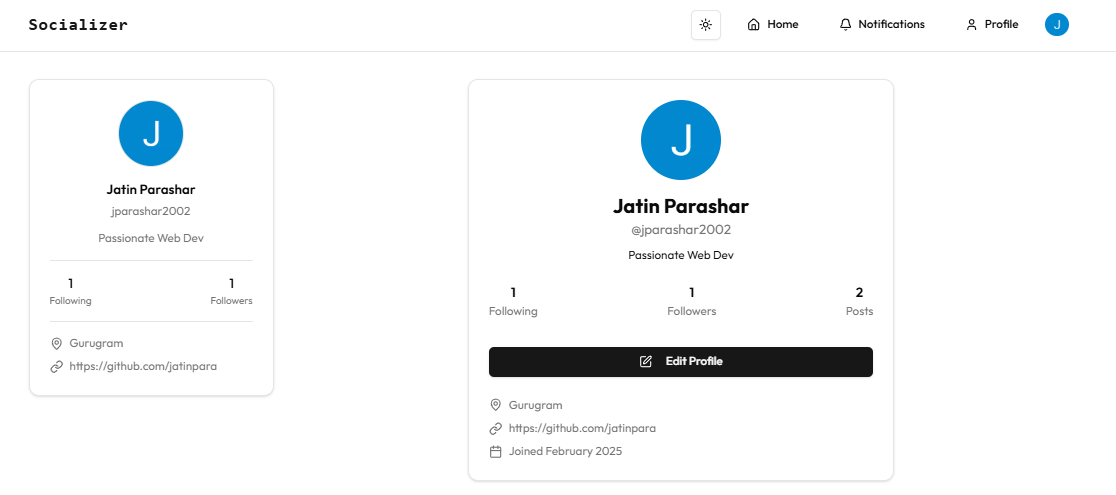 Socializer
Home
Notifications
Profile
J
J
Jatin Parashar
jparashar2002
Passionate Web Dev
1
Following
1
Followers
Gurugram
https://github.com/jatinpara
J
Jatin Parashar
@jparashar2002
Passionate Web Dev
1
Following
1
Followers
2
Posts
Edit Profile
Gurugram
https://github.com/jatinpara
Joined February 2025